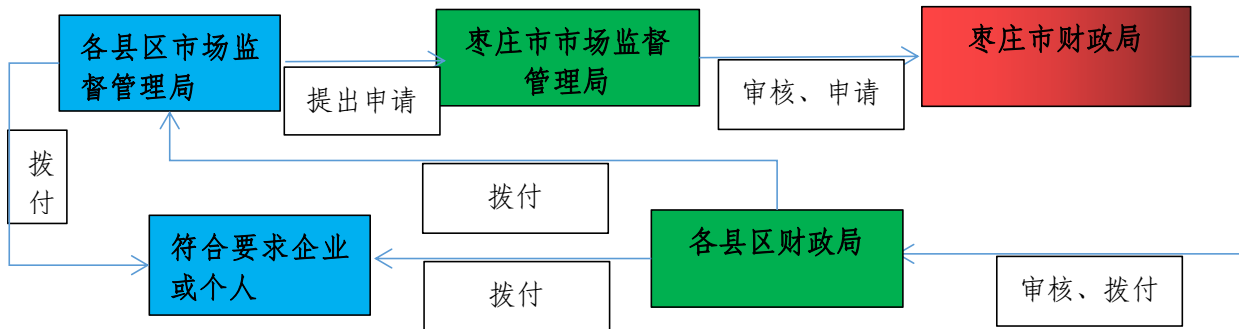 各县区市场监
督管理局
提出申请
枣庄市市场监督
管理局
审核、申请
枣庄市财政局
拨
付
拨付
符合要求企业
或个人
拨付
各县区财政局
审核、拨付